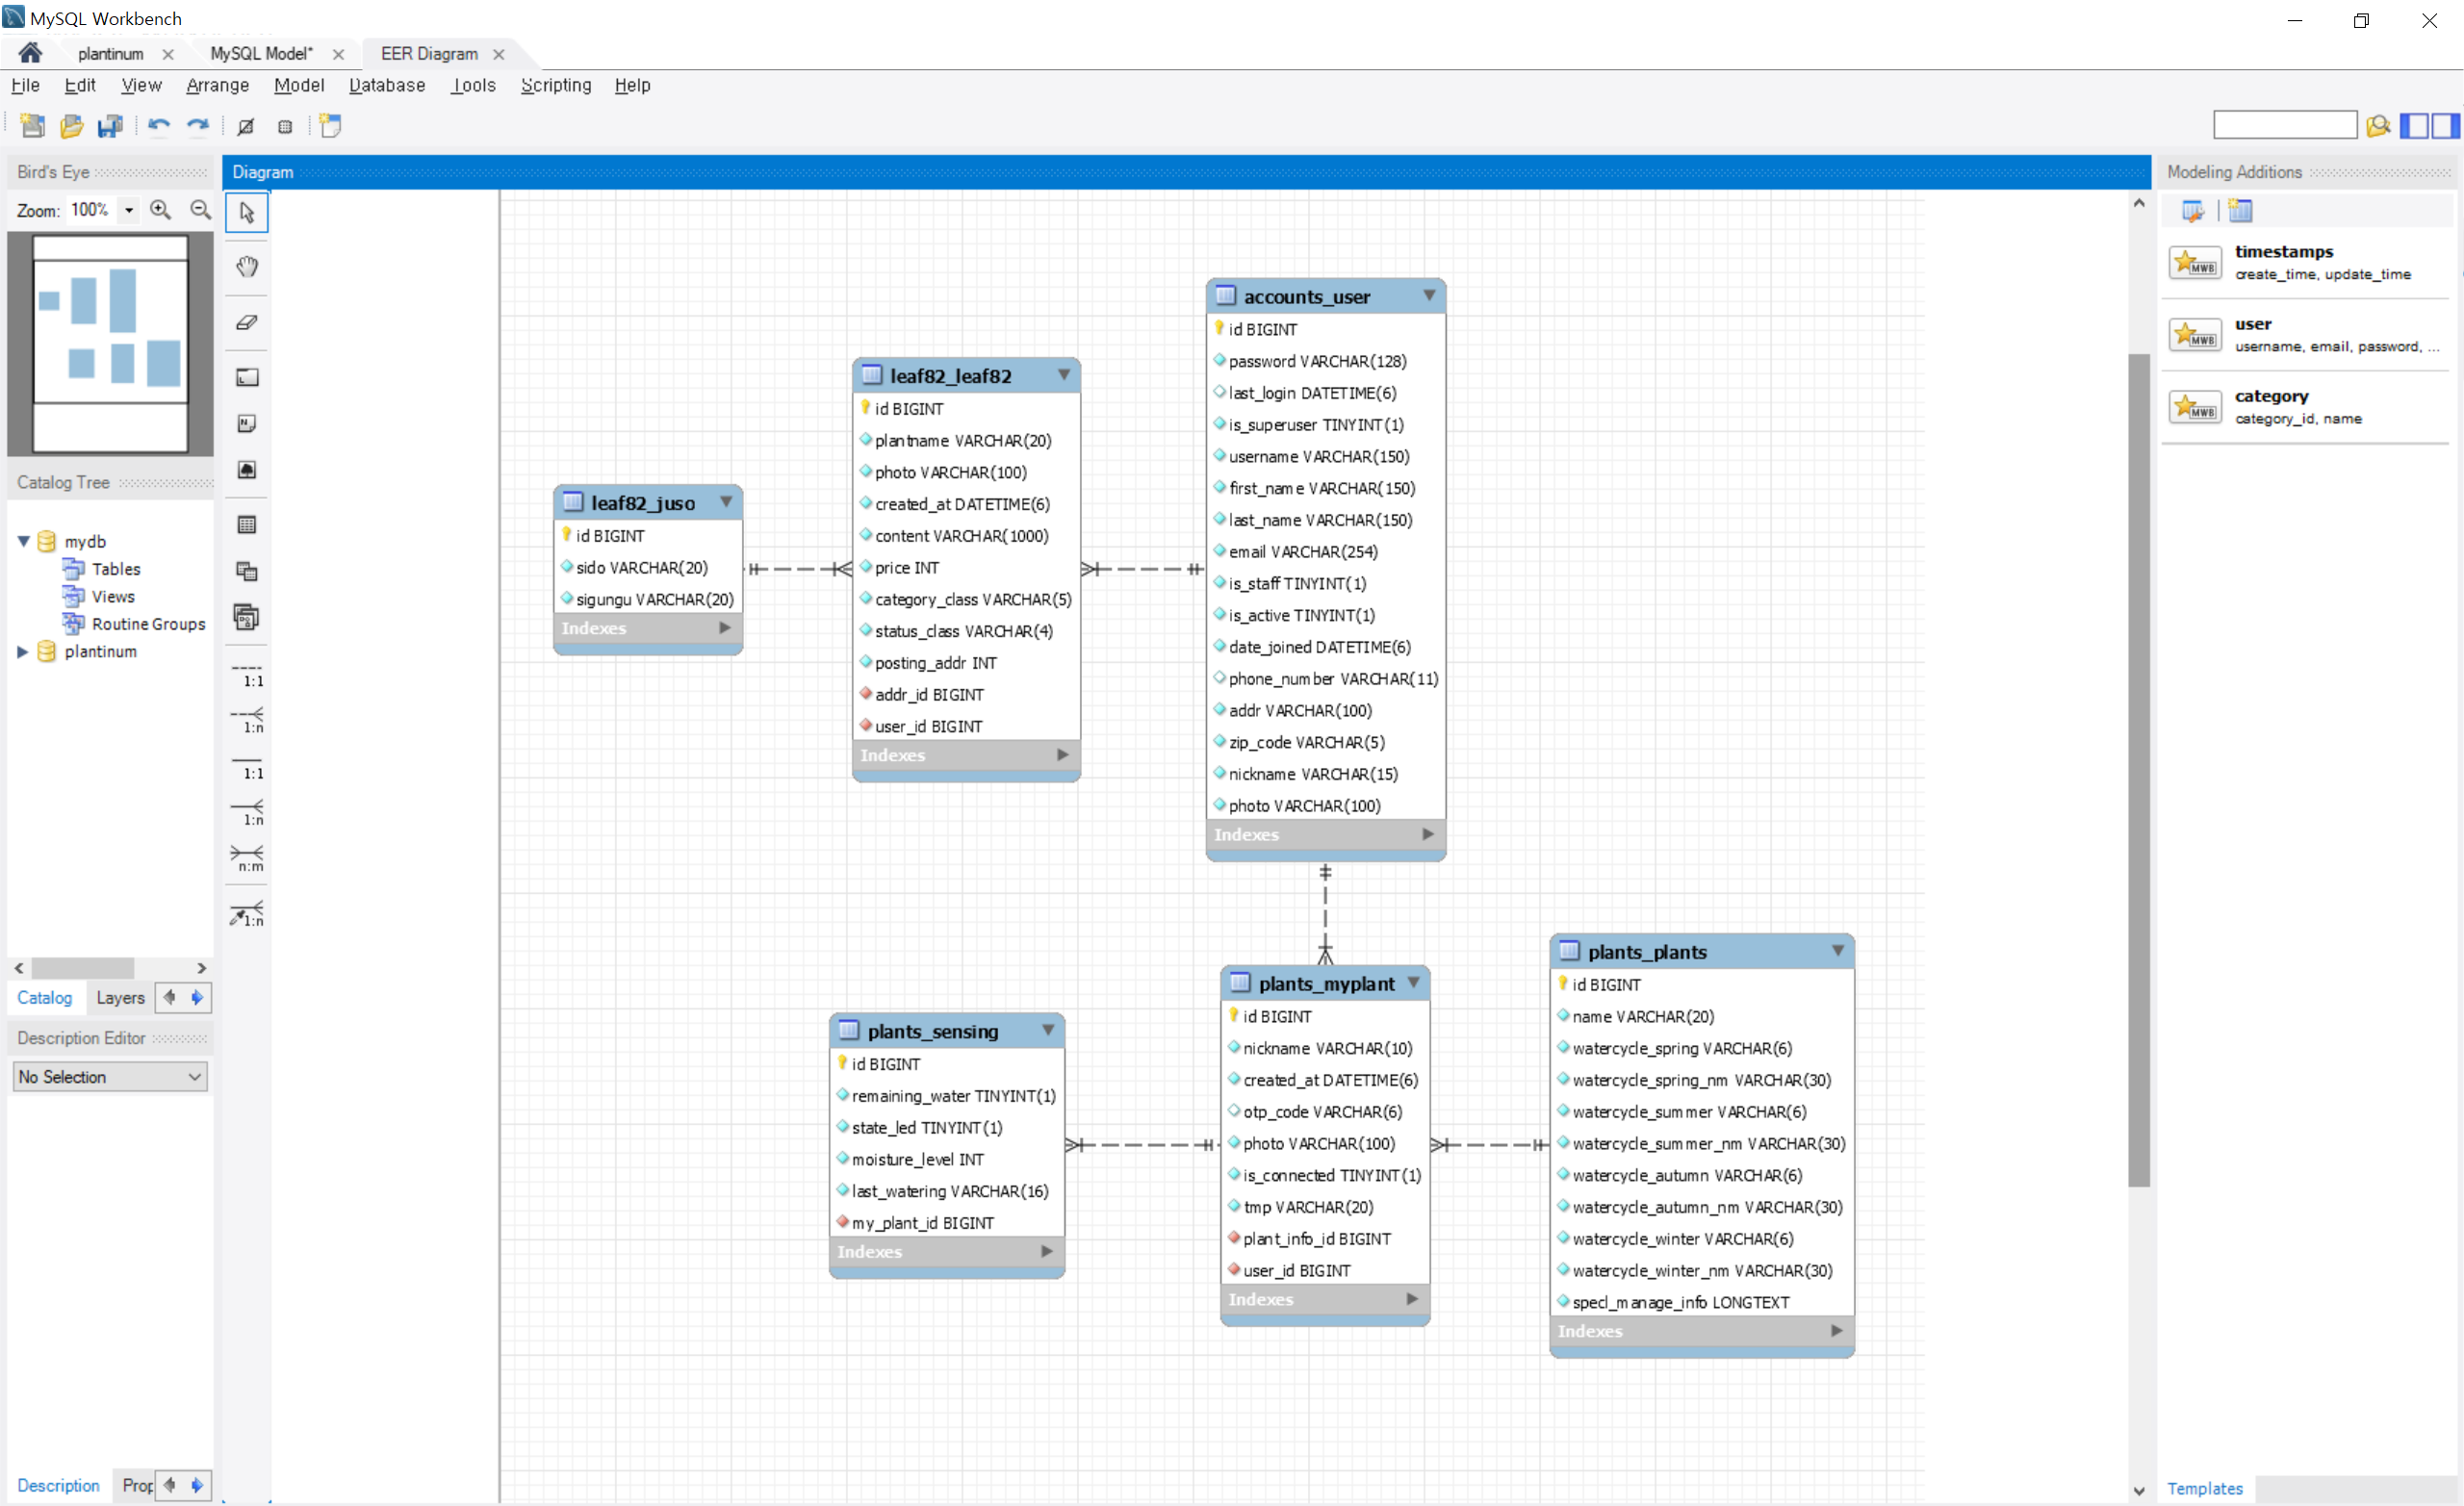 MySQL Workbench
plantinum
MySQL Model*
EER Diagram
File Edit View Arrange Model Database Tools Scripting Help
Bird's Eye
Zoom: 100%
Catalog Tree
mydb
Tables
Views
Routine Groups
plantinum
Catalog Layers
Description Editor
No Selection
Description Prop
Diagram
1:1
1:n
1:1
1:n
n:m
1:n
leaf82_juso
id BIGINT
sido VARCHAR(20)
sigungu VARCHAR(20)
Indexes
leaf82_leaf82
id BIGINT
plantname VARCHAR(20)
photo VARCHAR(100)
created_at DATETIME(6)
content VARCHAR(1000)
price INT
category_class VARCHAR(5)
status_class VARCHAR(4)
posting_addr INT
addr_id BIGINT
user_id BIGINT
Indexes
accounts_user
id BIGINT
password VARCHAR(128)
last_login DATETIME(6)
is_superuser TINYINT(1)
username VARCHAR(150)
first_name VARCHAR(150)
last_name VARCHAR(150)
email VARCHAR(254)
is_staff TINYINT(1)
is_active TINYINT(1)
date_joined DATETIME(6)
phone_number VARCHAR(11)
addr VARCHAR(100)
zip_code VARCHAR(5)
nickname VARCHAR(15)
photo VARCHAR(100)
Indexes
plants_sensing
id BIGINT
remaining_water TINYINT(1)
state_led TINYINT(1)
moisture_level INT
last_watering VARCHAR(16)
my_plant_id BIGINT
Indexes
plants_myplant
id BIGINT
nickname VARCHAR(10)
created_at DATETIME(6)
otp_code VARCHAR(6)
photo VARCHAR(100)
is_connected TINYINT(1)
tmp VARCHAR(20)
plant_info_id BIGINT
user_id BIGINT
Indexes
plants_plants
id BIGINT
name VARCHAR(20)
watercycle_spring VARCHAR(6)
watercycle_spring_nm VARCHAR(30)
watercycle_summer VARCHAR(6)
watercycle_summer_nm VARCHAR(30)
watercycle_autumn VARCHAR(6)
watercycle_autumn_nm VARCHAR(30)
watercycle_winter VARCHAR(6)
watercycle_winter_nm VARCHAR(30)
specl_manage_info LONGTEXT
Indexes
Modeling Additions
MWB
timestamps
create_time, update_time
MWB
user
username, email, password, ...
MWB
category
category_id, name
Templates